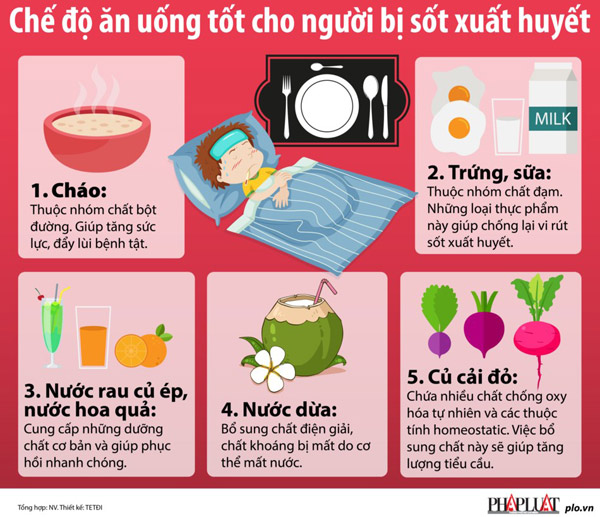 Chế độ ăn uống tốt cho người bị sốt xuất huyết
1. Cháo:
Thuộc nhóm chất bột
đường. Giúp tăng sức
lực, đẩy lùi bệnh tật.
MILK
2. Trứng, sữa:
Thuộc nhóm chất đạm.
Những loại thực phẩm
này giúp chống lại vi rút
sốt xuất huyết.
3. Nước rau củ ép,
nước hoa quả:
Cung cấp những dưỡng
chất cơ bản và giúp phục
hồi nhanh chóng.
4. Nước dừa:
Bổ sung chất điện giải,
chất khoáng bị mất do cơ
thể mất nước.
5. Củ cải đỏ:
Chứa nhiều chất chống oxy
hóa tự nhiên và các thuộc
tính homeostatic. Việc bổ
sung chất này sẽ giúp tăng
lượng tiểu cầu.
Tổng hợp: NV. Thiết kế: TETĐI
PHÁPLUẬT plo.vn